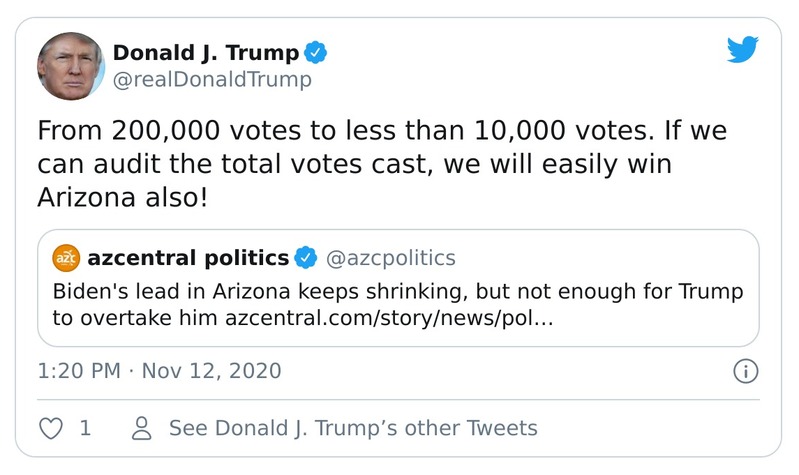 Donald J. Trump
@realDonaldTrump
From 200,000 votes to less than 10,000 votes. If we
can audit the total votes cast, we will easily win
Arizona also!
azc
azcentral politics @azcpolitics
Biden's lead in Arizona keeps shrinking, but not enough for Trump
to overtake him azcentral.com/story/news/pol…
1:20 PM · Nov 12, 2020
1 See Donald J. Trump’s other Tweets